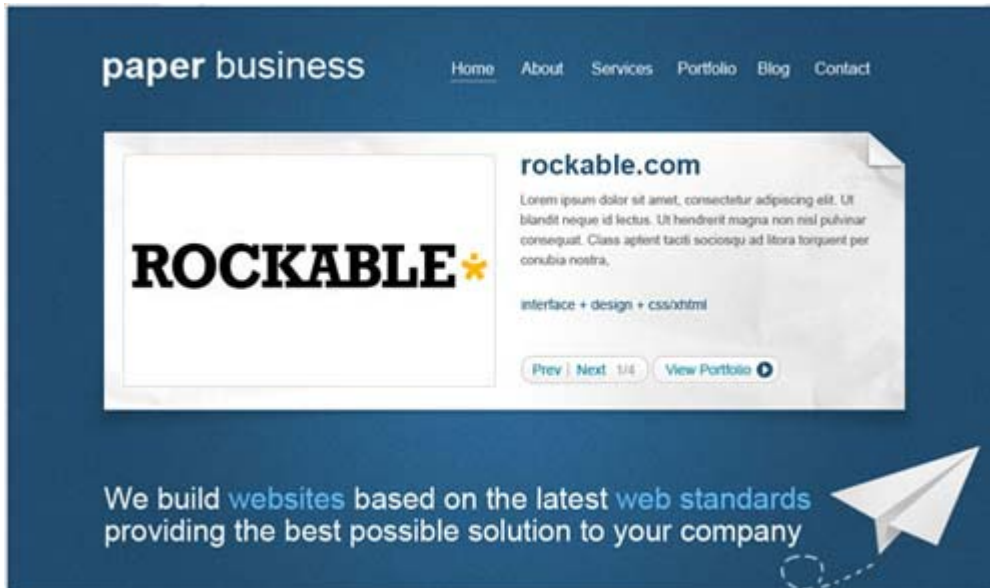 paper business
Home About Services Portfolio Blog Contact
ROCKABLE*
rockable.com
Lorem ipsum dolor sit amet, consectetur adipiscing elit. Ut
blandit neque id lectus. Ut hendrerit magna non nisl pulvinar
consequat. Class aptent taciti sociosqu ad litora torquent per
conubia nostra,
interface + design + css/xhtml
Prev | Next 1/4 View Portfolio
We build websites based on the latest web standards
providing the best possible solution to your company